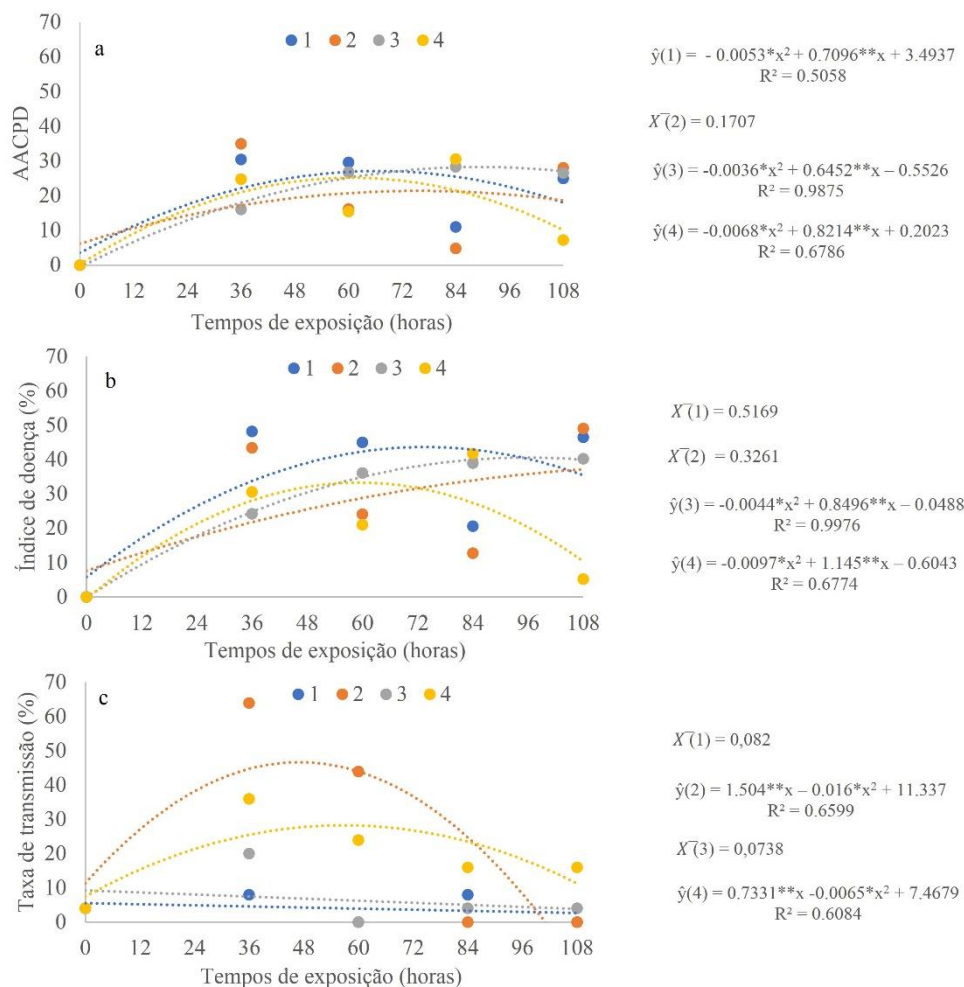 a
1 2 3 4
70
60
50
40
30
20
10
0
AACPD
0 12 24 36 48 60 72 84 96 108
Tempos de exposição (horas)
ŷ(1) = - 0.0053*x² + 0.7096**x + 3.4937
R² = 0.5058
X̅(2) = 0.1707
ŷ(3) = -0.0036*x² + 0.6452**x – 0.5526
R² = 0.9875
ŷ(4) = -0.0068*x² + 0.8214**x + 0.2023
R² = 0.6786
b
1 2 3 4
70
60
50
40
30
20
10
0
Índice de doença (%)
0 12 24 36 48 60 72 84 96 108
Tempos de exposição (horas)
X̅(1) = 0.5169
X̅(2) = 0.3261
ŷ(3) = -0.0044*x² + 0.8496**x – 0.0488
R² = 0.9976
ŷ(4) = -0.0097*x² + 1.145**x – 0.6043
R² = 0.6774
c
1 2 3 4
70
60
50
40
30
20
10
0
Taxa de transmissão (%)
0 12 24 36 48 60 72 84 96 108
Tempos de exposição (horas)
X̅(1) = 0,082
ŷ(2) = 1.504**x – 0.016*x² + 11.337
R² = 0.6599
X̅(3) = 0,0738
ŷ(4) = 0.7331**x -0.0065*x² + 7.4679
R² = 0.6084